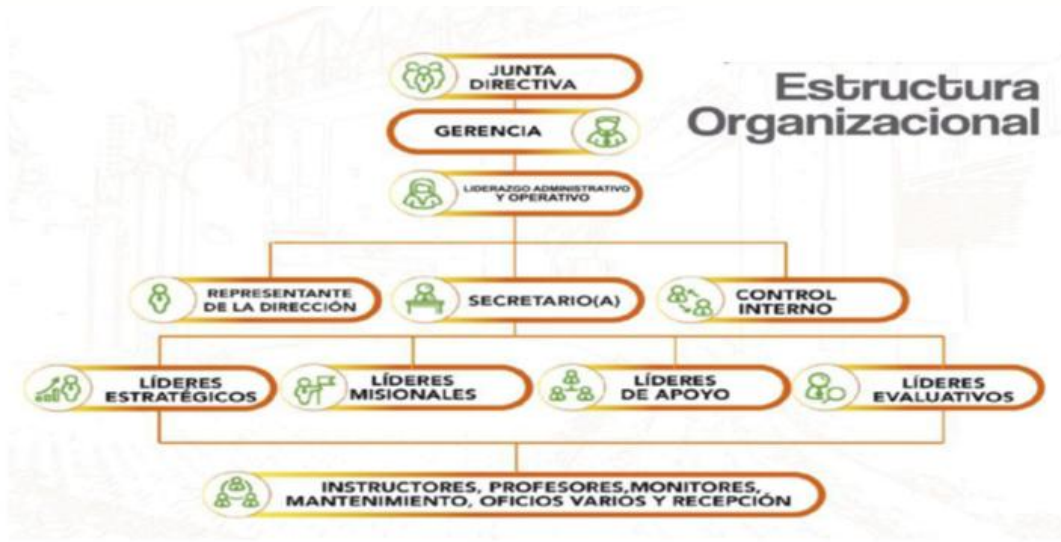 Estructura
Organizacional
JUNTA
DIRECTIVA
GERENCIA
LIDERAZGO ADMINISTRATIVO
Y OPERATIVO
REPRESENTANTE
DE LA DIRECCIÓN
SECRETARIO(A)
CONTROL
INTERNO
LÍDERES
ESTRATÉGICOS
LÍDERES
MISIONALES
LÍDERES
DE APOYO
LÍDERES
EVALUATIVOS
INSTRUCTORES, PROFESORES,MONITORES,
MANTENIMIENTO, OFICIOS VARIOS Y RECEPCIÓN